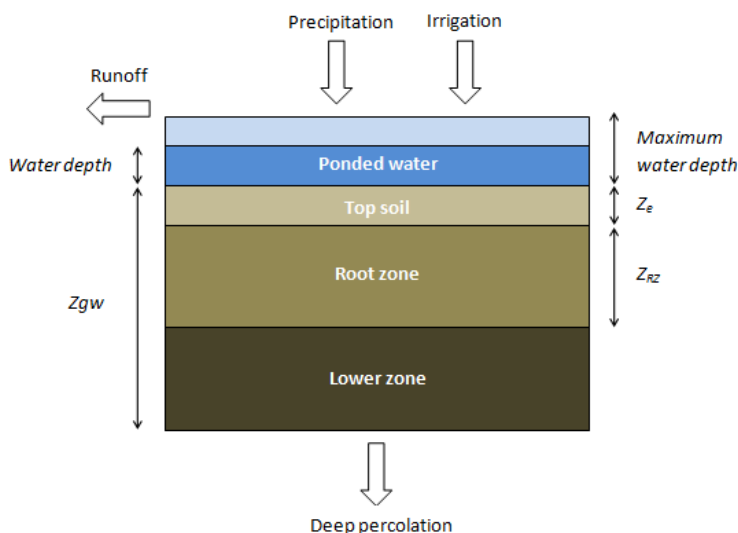 Precipitation
Irrigation
Runoff
Water depth
Ponded water
Maximum
water depth
Top soil
Ze
Root zone
ZRZ
Zgw
Lower zone
Deep percolation